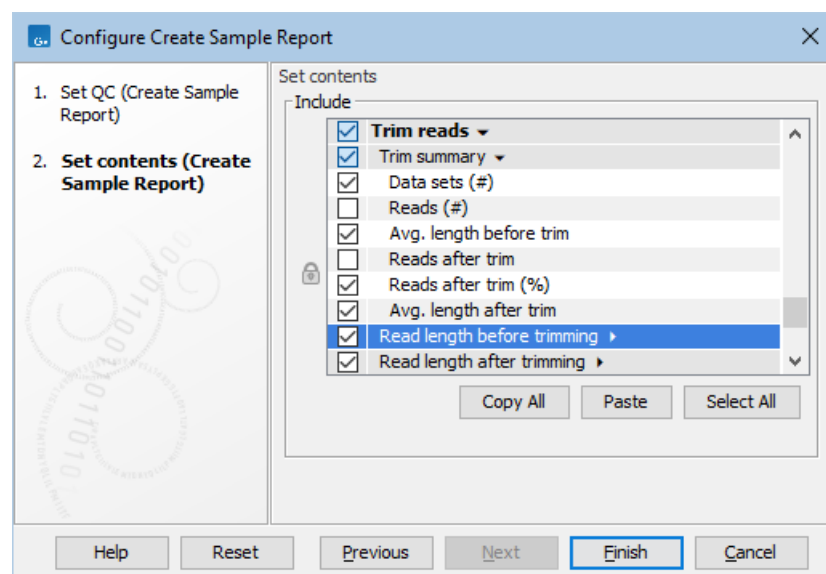 Configure Create Sample Report
1. Set QC (Create Sample
Report)
2. Set contents (Create
Sample Report)
Set contents
Include
Trim reads
Trim summary
Data sets (#)
Reads (#)
Avg. length before trim
Reads after trim
Reads after trim (%)
Avg. length after trim
Read length before trimming
Read length after trimming
Copy All
Paste
Select All
Help
Reset
Previous
Next
Finish
Cancel